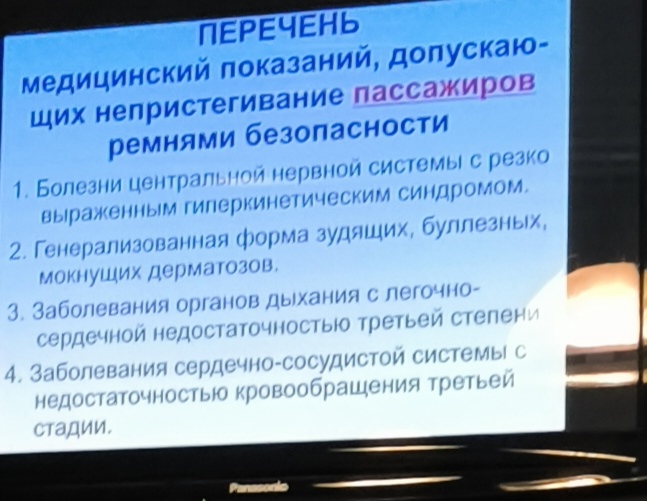 ПЕРЕЧЕНЬ
медицинский показаний, допускаю-
щих непристегивание пассажиров
ремнями безопасности
1. Болезни центральной нервной системы с резко
выраженным гиперкинетическим синдромом.
2. Генерализованная форма зудящих, буллезных,
мокнущих дерматозов.
3. Заболевания органов дыхания с легочно-
сердечной недостаточностью третьей степени
4. Заболевания сердечно-сосудистой системы с
недостаточностью кровообращения третьей
стадии.
Panasonic